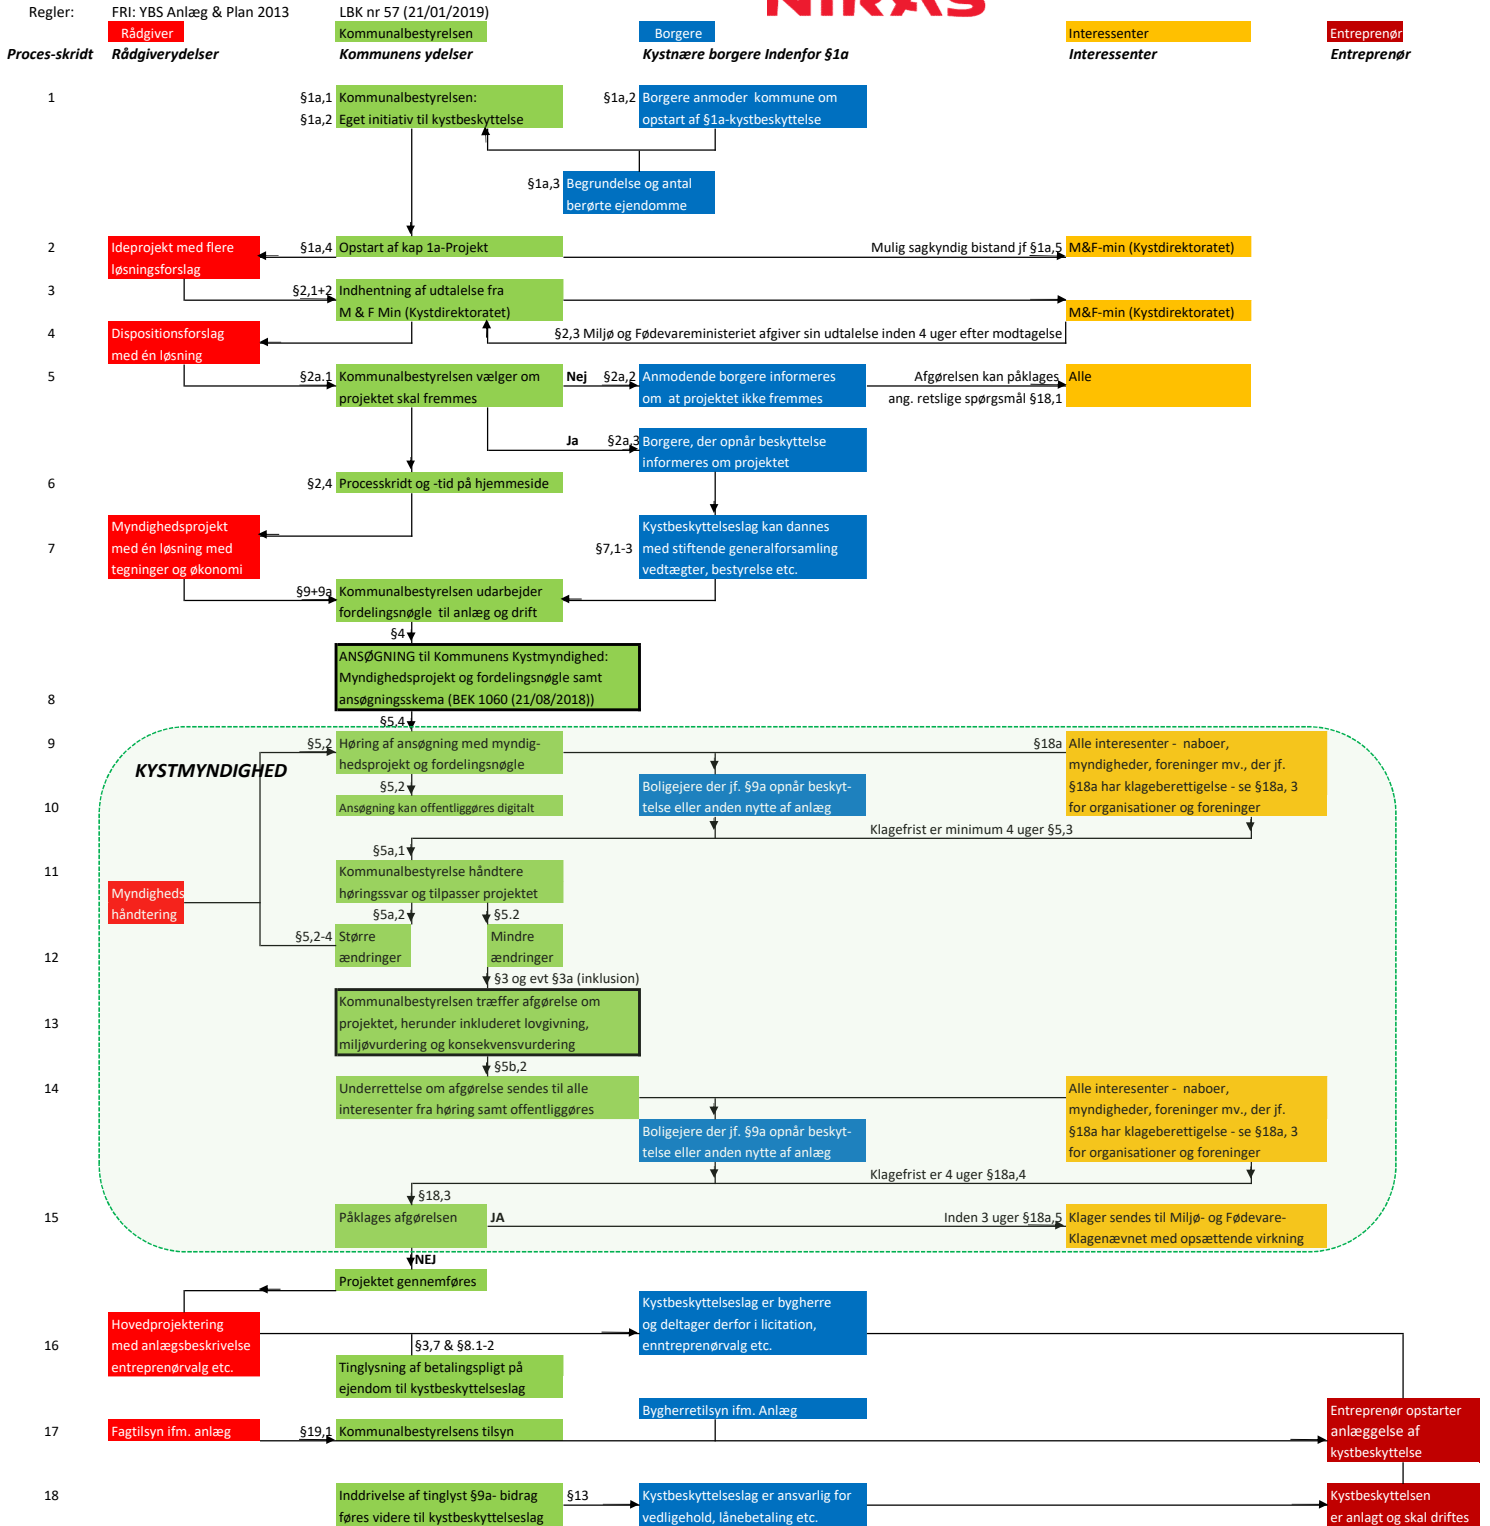 NIRAS
Regler: FRI: YBS Anlæg & Plan 2013 LBK nr 57 (21/01/2019)
Rådgiver Kommunalbestyrelsen Borgere Interessenter Entreprenør
Proces-skridt Rådgiverydelser Kommunens ydelser Kystnære borgere Indenfor §1a Interessenter Entreprenør
1 §1a,1 Kommunalbestyrelsen: §1a,2 Borgere anmoder kommune om
§1a,2 Eget initiativ til kystbeskyttelse opstart af §1a-kystbeskyttelse
§1a,3 Begrundelse og antal
berørte ejendomme
2 Ideprojekt med flere §1a,4 Opstart af kap 1a-Projekt Mulig sagkyndig bistand jf §1a,5 M&F-min (Kystdirektoratet)
løsningsforslag
3 §2,1+2 Indhentning af udtalelse fra
M & F Min (Kystdirektoratet) M&F-min (Kystdirektoratet)
4 Dispositionsforslag §2,3 Miljø og Fødevareministeriet afgiver sin udtalelse inden 4 uger efter modtagelse
med én løsning
5 §2a.1 Kommunalbestyrelsen vælger om Nej §2a,2 Anmodende borgere informeres Afgørelsen kan påklages Alle
projektet skal fremmes om at projektet ikke fremmes ang. retslige spørgsmål §18,1
Ja §2a,3 Borgere, der opnår beskyttelse
informeres om projektet
6 §2,4 Processkridt og -tid på hjemmeside
Myndighedsprojekt Kystbeskyttelseslag kan dannes
7 med én løsning med §7,1-3 med stiftende generalforsamling
tegninger og økonomi vedtægter, bestyrelse etc.
§9+9a Kommunalbestyrelsen udarbejder
fordelingsnøgle til anlæg og drift
§4
ANSØGNING til Kommunens Kystmyndighed:
Myndighedsprojekt og fordelingsnøgle samt
8 ansøgningsskema (BEK 1060 (21/08/2018))
§5,4
9 §5,2 Høring af ansøgning med myndig- §18a Alle interesenter - naboer,
KYSTMYNDIGHED hedsprojekt og fordelingsnøgle myndigheder, foreninger mv., der jf.
§5,2 Boligejere der jf. §9a opnår beskyt- §18a har klageberettigelse - se §18a, 3
10 Ansøgning kan offentliggøres digitalt telse eller anden nytte af anlæg for organisationer og foreninger
Klagefrist er minimum 4 uger §5,3
§5a,1
11 Kommunalbestyrelse håndtere
Myndigheds høringssvar og tilpasser projektet
håndtering §5a,2 §5.2
§5,2-4 Større Mindre
12 ændringer ændringer
§3 og evt §3a (inklusion)
Kommunalbestyrelsen træffer afgørelse om
13 projektet, herunder inkluderet lovgivning,
miljøvurdering og konsekvensvurdering
§5b,2
14 Underrettelse om afgørelse sendes til alle Alle interesenter - naboer,
interesenter fra høring samt offentliggøres myndigheder, foreninger mv., der jf.
Boligejere der jf. §9a opnår beskyt- §18a har klageberettigelse - se §18a, 3
telse eller anden nytte af anlæg for organisationer og foreninger
Klagefrist er 4 uger §18a,4
§18,3
15 Påklages afgørelsen JA Inden 3 uger §18a,5 Klager sendes til Miljø- og Fødevare-
Klagenævnet med opsættende virkning
NEJ
Projektet gennemføres
Hovedprojektering Kystbeskyttelseslag er bygherre
med anlægsbeskrivelse og deltager derfor i licitation,
16 entreprenørvalg etc. §3,7 & §8.1-2 enntreprenørvalg etc.
Tinglysning af betalingspligt på
ejendom til kystbeskyttelseslag
Bygherretilsyn ifm. Anlæg Entreprenør opstarter
17 Fagtilsyn ifm. anlæg §19,1 Kommunalbestyrelsens tilsyn anlæggelse af
kystbeskyttelse
18 Inddrivelse af tinglyst §9a- bidrag §13 Kystbeskyttelseslag er ansvarlig for Kystbeskyttelsen
føres videre til kystbeskyttelseslag vedligehold, lånebetaling etc. er anlagt og skal driftes